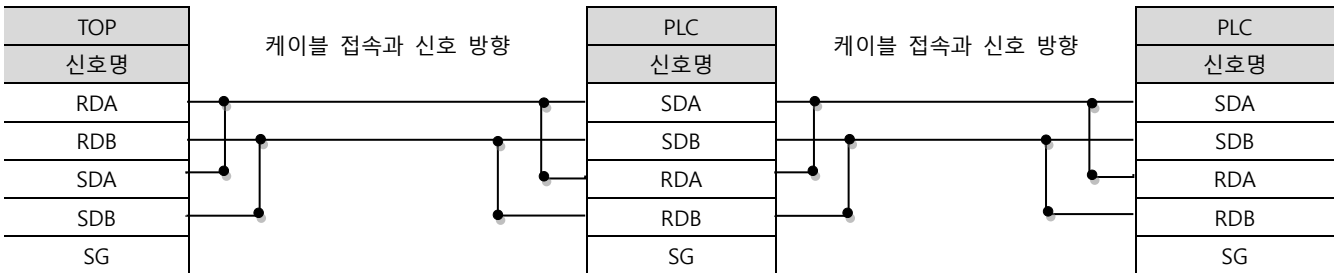 TOP 케이블 접속과 신호 방향 PLC 케이블 접속과 신호 방향 PLC
신호명 신호명 신호명
RDA SDA SDA
RDB SDB SDB
SDA RDA RDA
SDB RDB RDB
SG SG SG